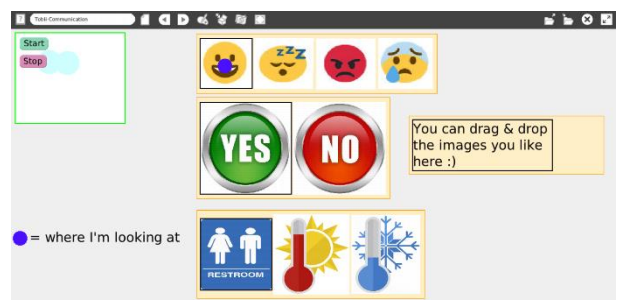 Tobii Communication
Start
Stop
zzZ
YES
NO
You can drag & drop
the images you like
here :)
= where I'm looking at
RESTROOM